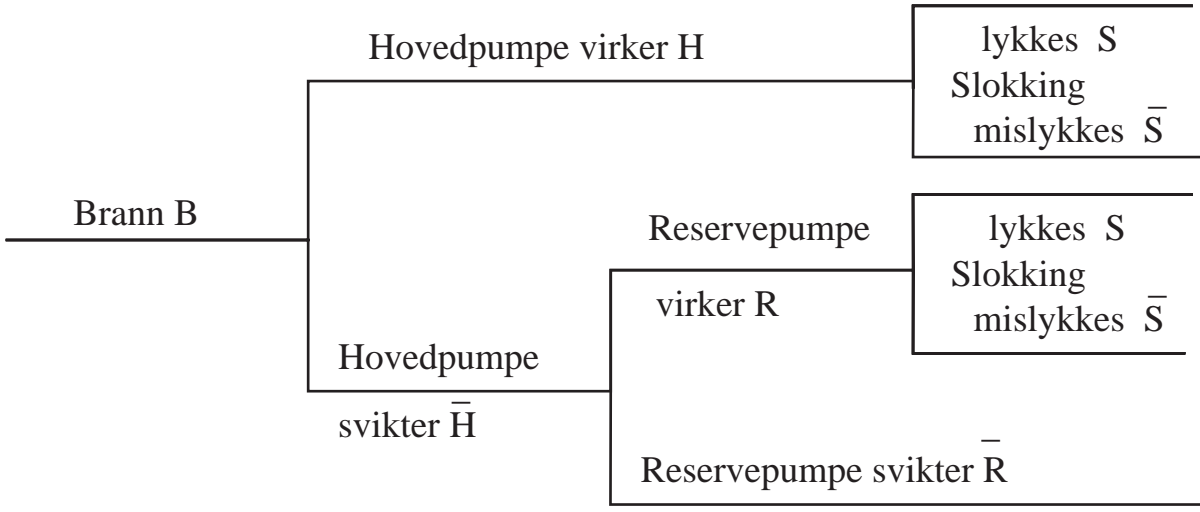 Hovedpumpe virker H
lykkes S
Slokking
mislykkes S̄
Brann B
Reservepumpe
virker R
lykkes S
Slokking
mislykkes S̄
Hovedpumpe
svikter H̄
Reservepumpe svikter R̄